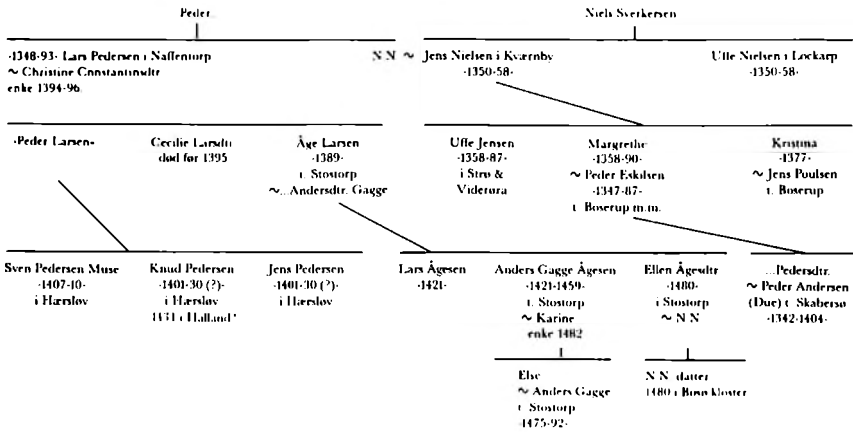 Peder
Niels Sverkersen
-1348-93- Lars Pedersen i Naffentorp
~ Christine Constantinsdtr
enke 1394-96
N N ~ Jens Nielsen i Kværnby
-1350-58-
Uffe Nielsen i Lockarp
-1350-58-
-Peder Larsen-
Cecilie Larsdtr
død før 1395
Åge Larsen
-1389-
t. Stostorp
~...Andersdtr. Gagge
Uffe Jensen
-1358-87-
i Strø &
Margrethe
-1358-90-
~ Peder Eskilsen
-1347-87-
t. Boserup m.m.
Kristina
-1377-
~ Jens Poulsen
t. Boserup
Sven Pedersen Muse
-1407-10-
i Hærsløv
Knud Pedersen
-1401-30 (?)-
i Hærsløv
1431 i Halland?
Jens Pedersen
-1401-30 (?)-
i Hærsløv
Lars Ågesen
-1421-
Anders Gagge Ågesen
-1421-1459-
t. Stostorp
~ Karine
enke 1482
Ellen Ågesdtr
-1480-
i Stostorp
~ N N
...Pedersdtr.
~ Peder Andersen
(Due) t. Skabersø
-1342-1404-
Else
~ Anders Gagge
t. Stostorp
-1475-92-
N N datter
1480 i Bosø kloster